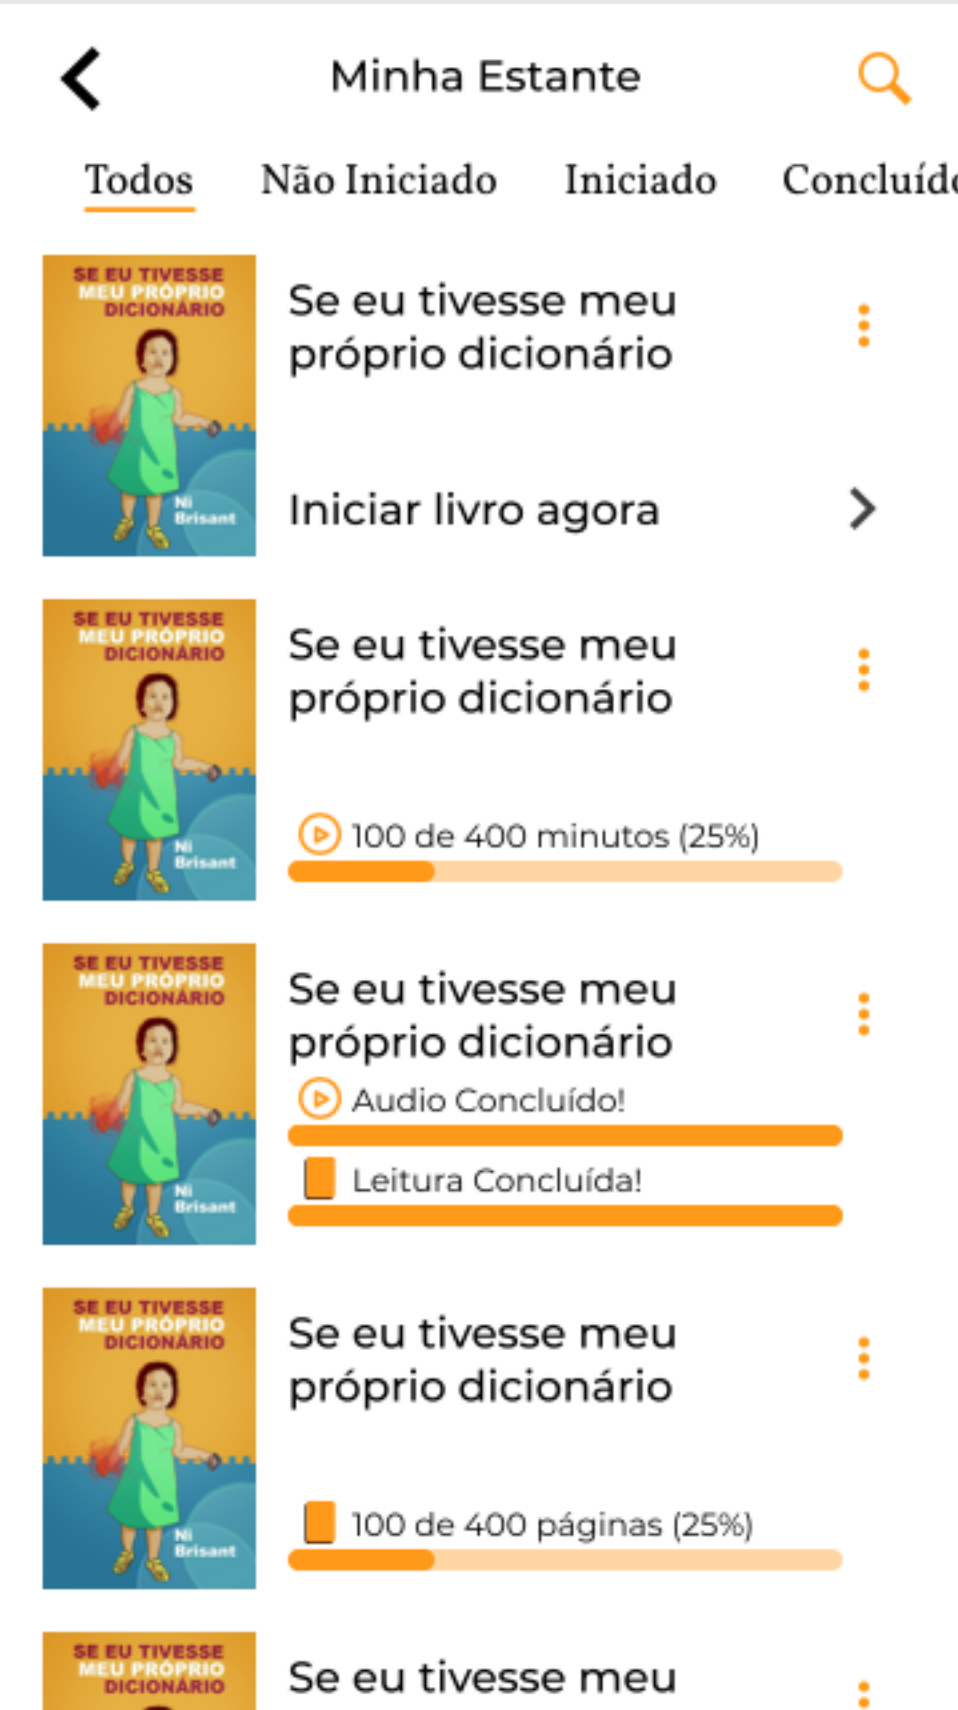 Minha Estante
Todos Não Iniciado Iniciado Concluído
SE EU TIVESSE
MEU PRÓPRIO
DICIONÁRIO
Ni
Brisant
Se eu tivesse meu
próprio dicionário
Iniciar livro agora
SE EU TIVESSE
MEU PRÓPRIO
DICIONÁRIO
Ni
Brisant
Se eu tivesse meu
próprio dicionário
100 de 400 minutos (25%)
SE EU TIVESSE
MEU PRÓPRIO
DICIONÁRIO
Ni
Brisant
Se eu tivesse meu
próprio dicionário
Audio Concluído!
Leitura Concluída!
SE EU TIVESSE
MEU PRÓPRIO
DICIONÁRIO
Ni
Brisant
Se eu tivesse meu
próprio dicionário
100 de 400 páginas (25%)
SE EU TIVESSE
MEU PRÓPRIO
DICIONÁRIO
Se eu tivesse meu